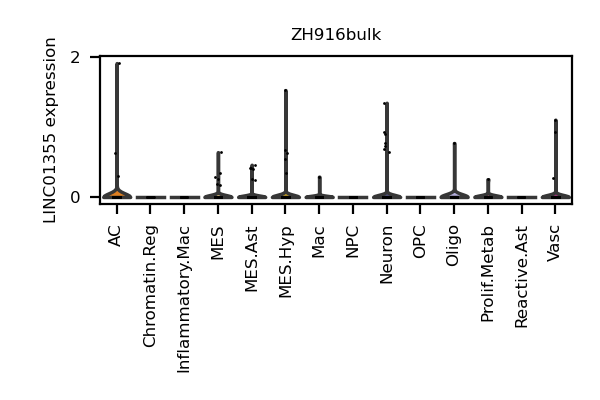 ZH916bulk
LINC01355 expression
2
0
AC
Chromatin.Reg
Inflammatory.Mac
MES
MES.Ast
MES.Hyp
Mac
NPC
Neuron
OPC
Oligo
Prolif.Metab
Reactive.Ast
Vasc